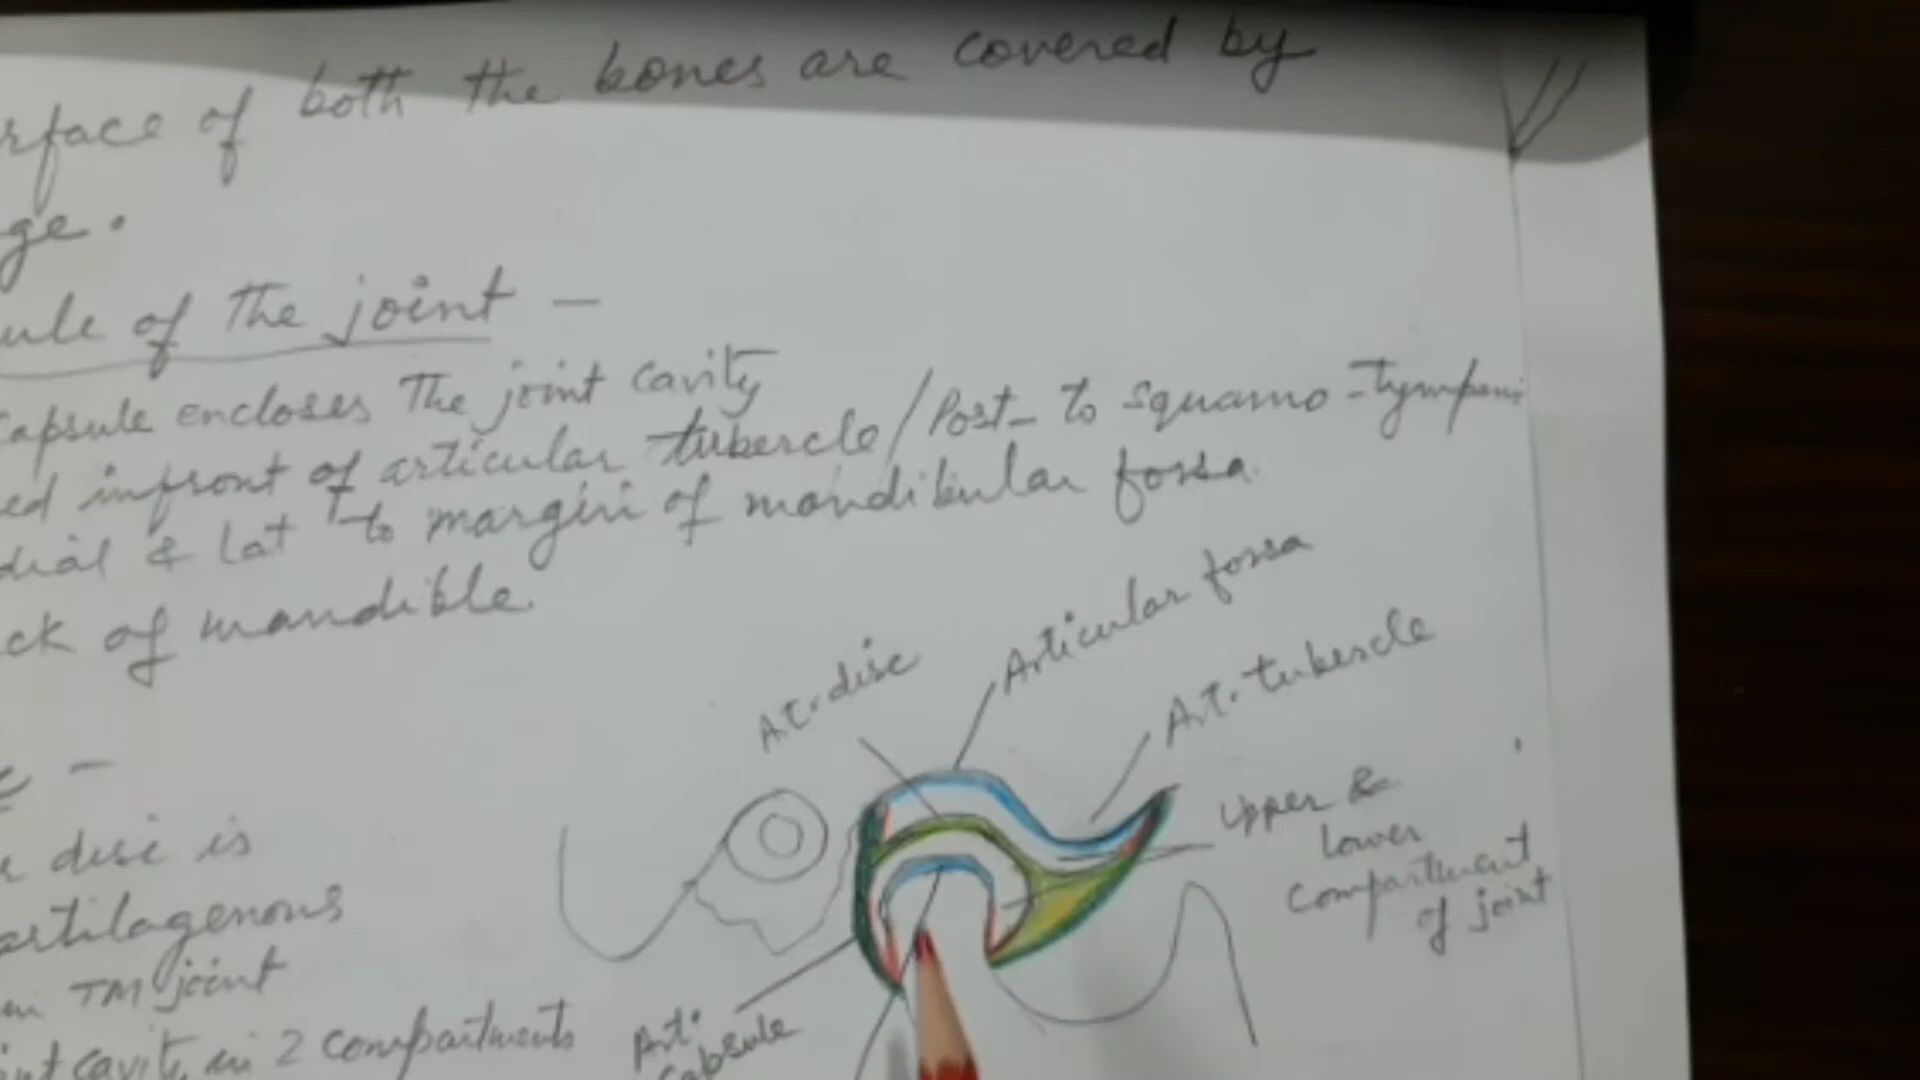 rface of both the bones are covered by
ge.
ule of the joint -
capsule encloses the joint cavity
ed infront of articular tubercle / Post- to squamo-tympani
dial & lat to margin of mandibular fossa
ck of mandible.
Art. disc
Articular fossa
Art. tubercle
Upper &
lower
Compartment
of joint
-
disc is
artilagenous
in TM joint
int cavity in 2 compartments
Art.
Capsule